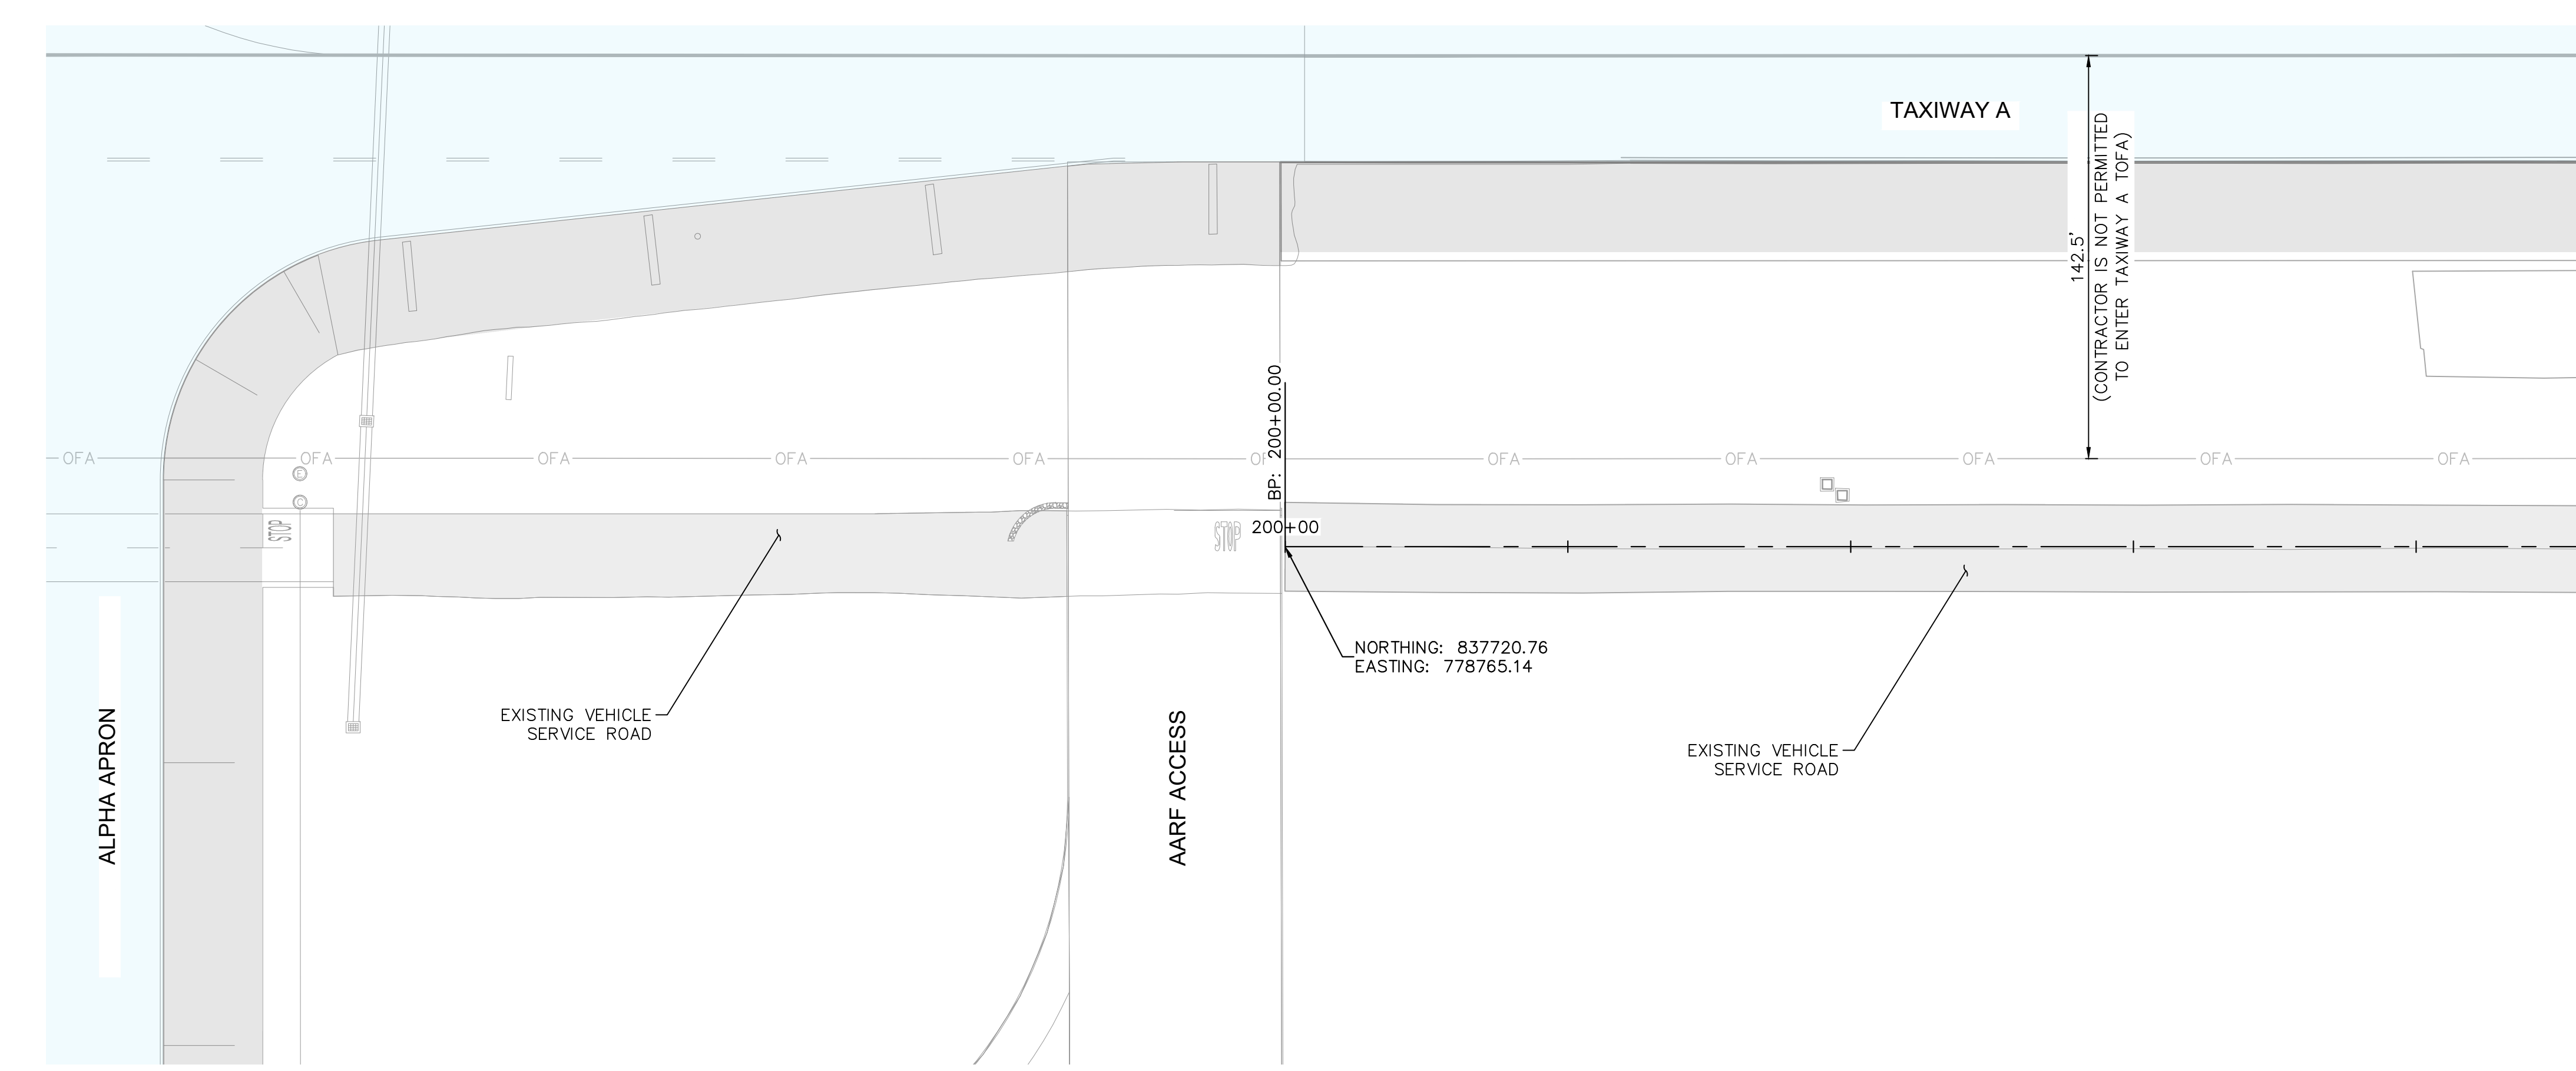 TAXIWAY A
142.5'
(CONTRACTOR IS NOT PERMITTED
TO ENTER TAXIWAY A TOFA)
BP: 200+00.00
OFA
OFA
OFA
OFA
OFA
OF
OFA
OFA
OFA
OFA
OFA
E
C
STOP
STOP
200+00
NORTHING: 837720.76
EASTING: 778765.14
EXISTING VEHICLE
SERVICE ROAD
EXISTING VEHICLE
SERVICE ROAD
ALPHA APRON
AARF ACCESS